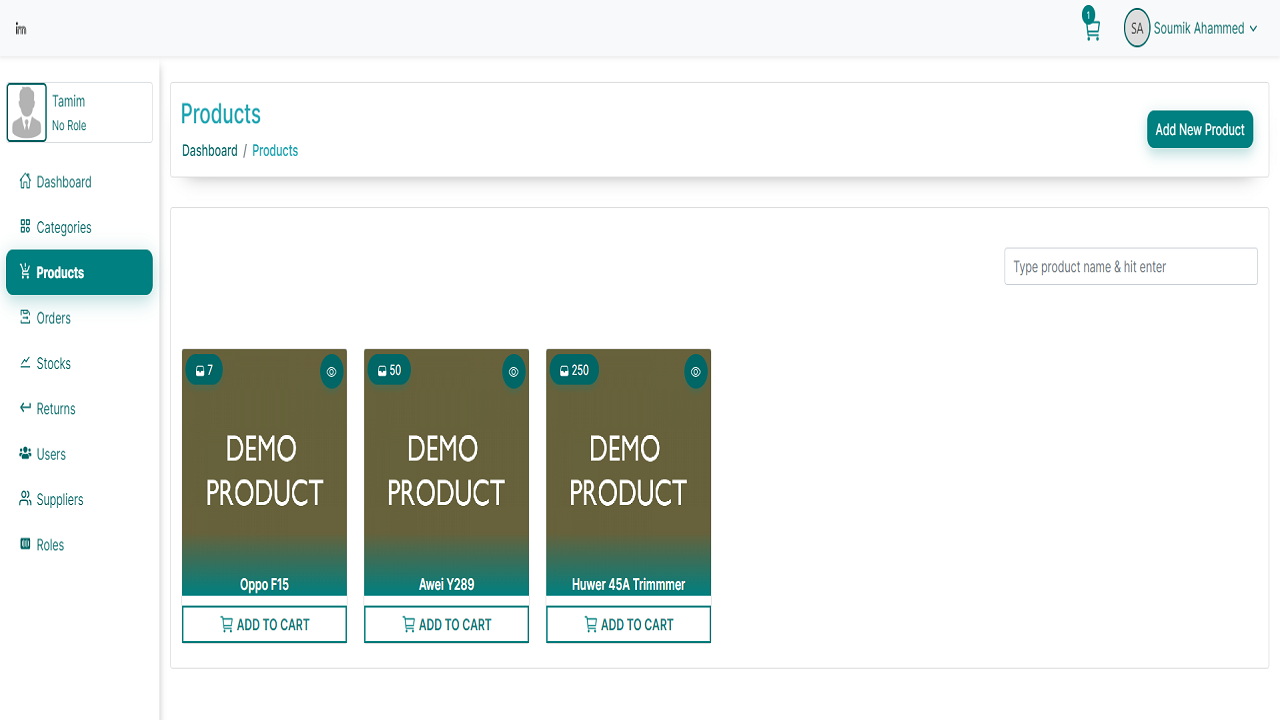 im
1
SA Soumik Ahammed
Tamim
No Role
Dashboard
Categories
Products
Orders
Stocks
Returns
Users
Suppliers
Roles
Products
Dashboard / Products
Add New Product
Type product name & hit enter
7
DEMO
PRODUCT
Oppo F15
ADD TO CART
50
DEMO
PRODUCT
Awei Y289
ADD TO CART
250
DEMO
PRODUCT
Huwer 45A Trimmmer
ADD TO CART